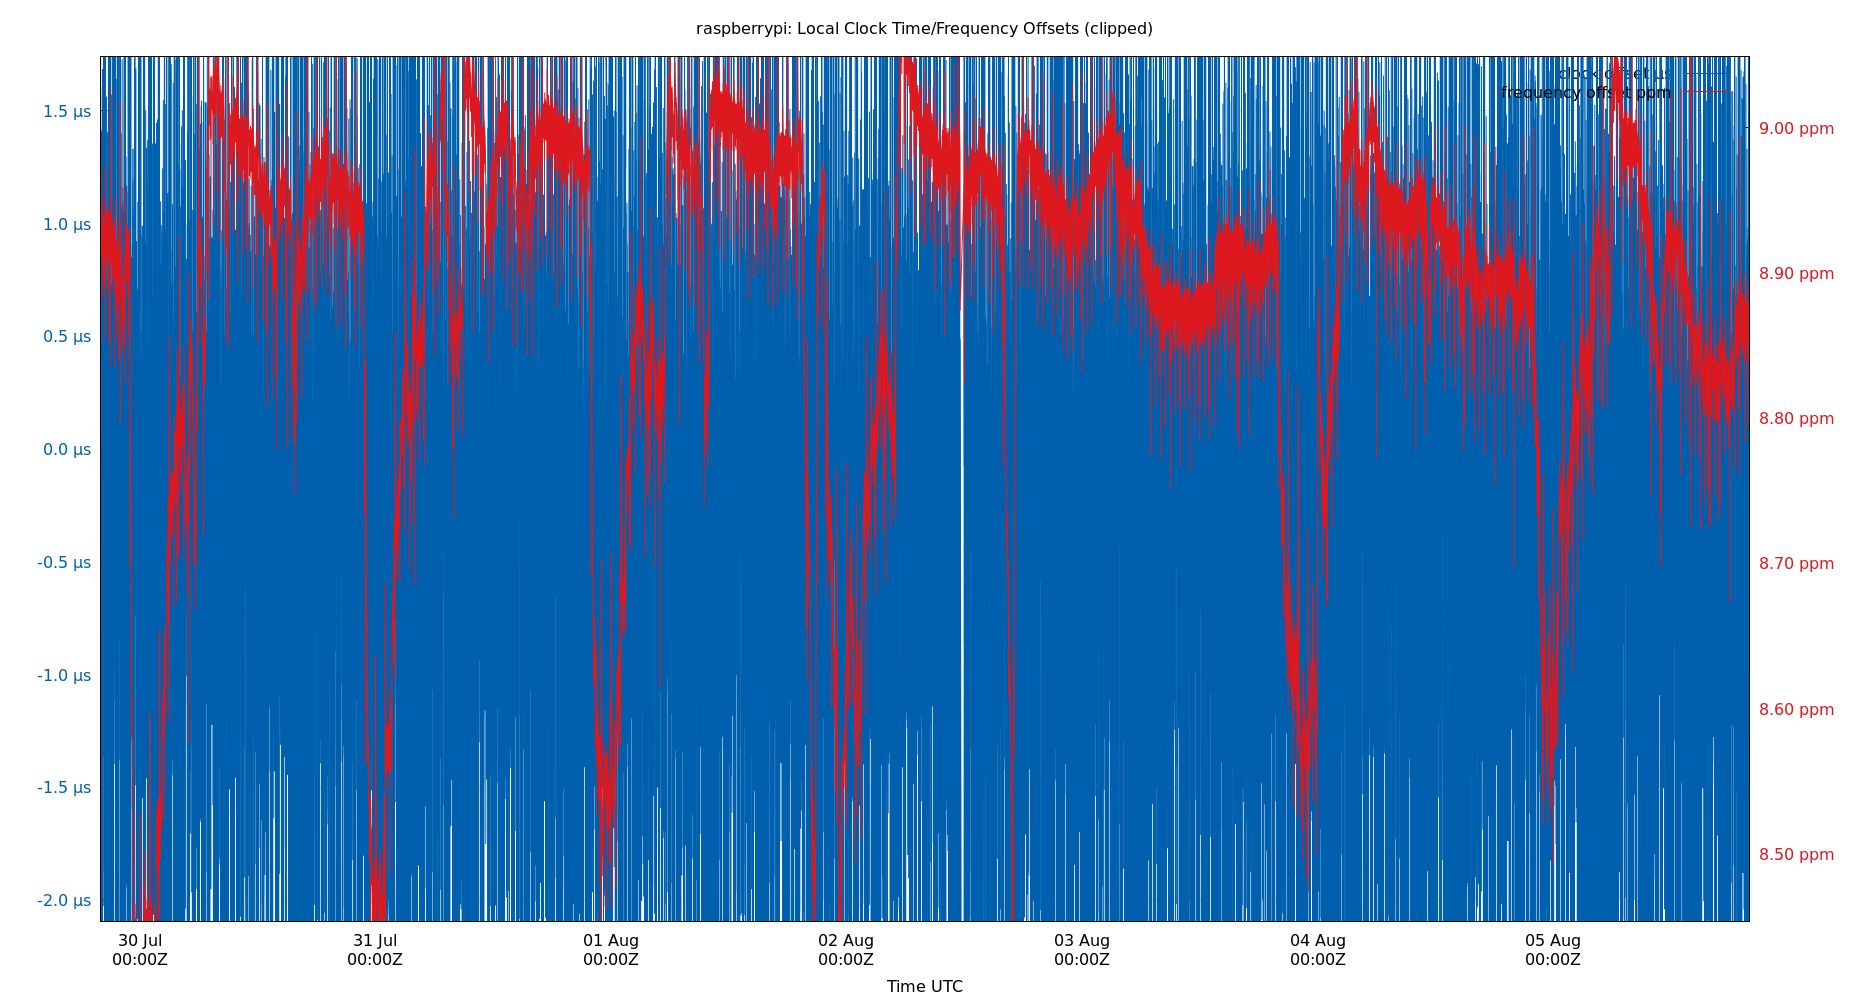 raspberrypi: Local Clock Time/Frequency Offsets (clipped)
clock offset µs
frequency offset ppm
1.5 µs
1.0 µs
0.5 µs
0.0 µs
-0.5 µs
-1.0 µs
-1.5 µs
-2.0 µs
9.00 ppm
8.90 ppm
8.80 ppm
8.70 ppm
8.60 ppm
8.50 ppm
30 Jul
00:00Z
31 Jul
00:00Z
01 Aug
00:00Z
02 Aug
00:00Z
03 Aug
00:00Z
04 Aug
00:00Z
05 Aug
00:00Z
Time UTC